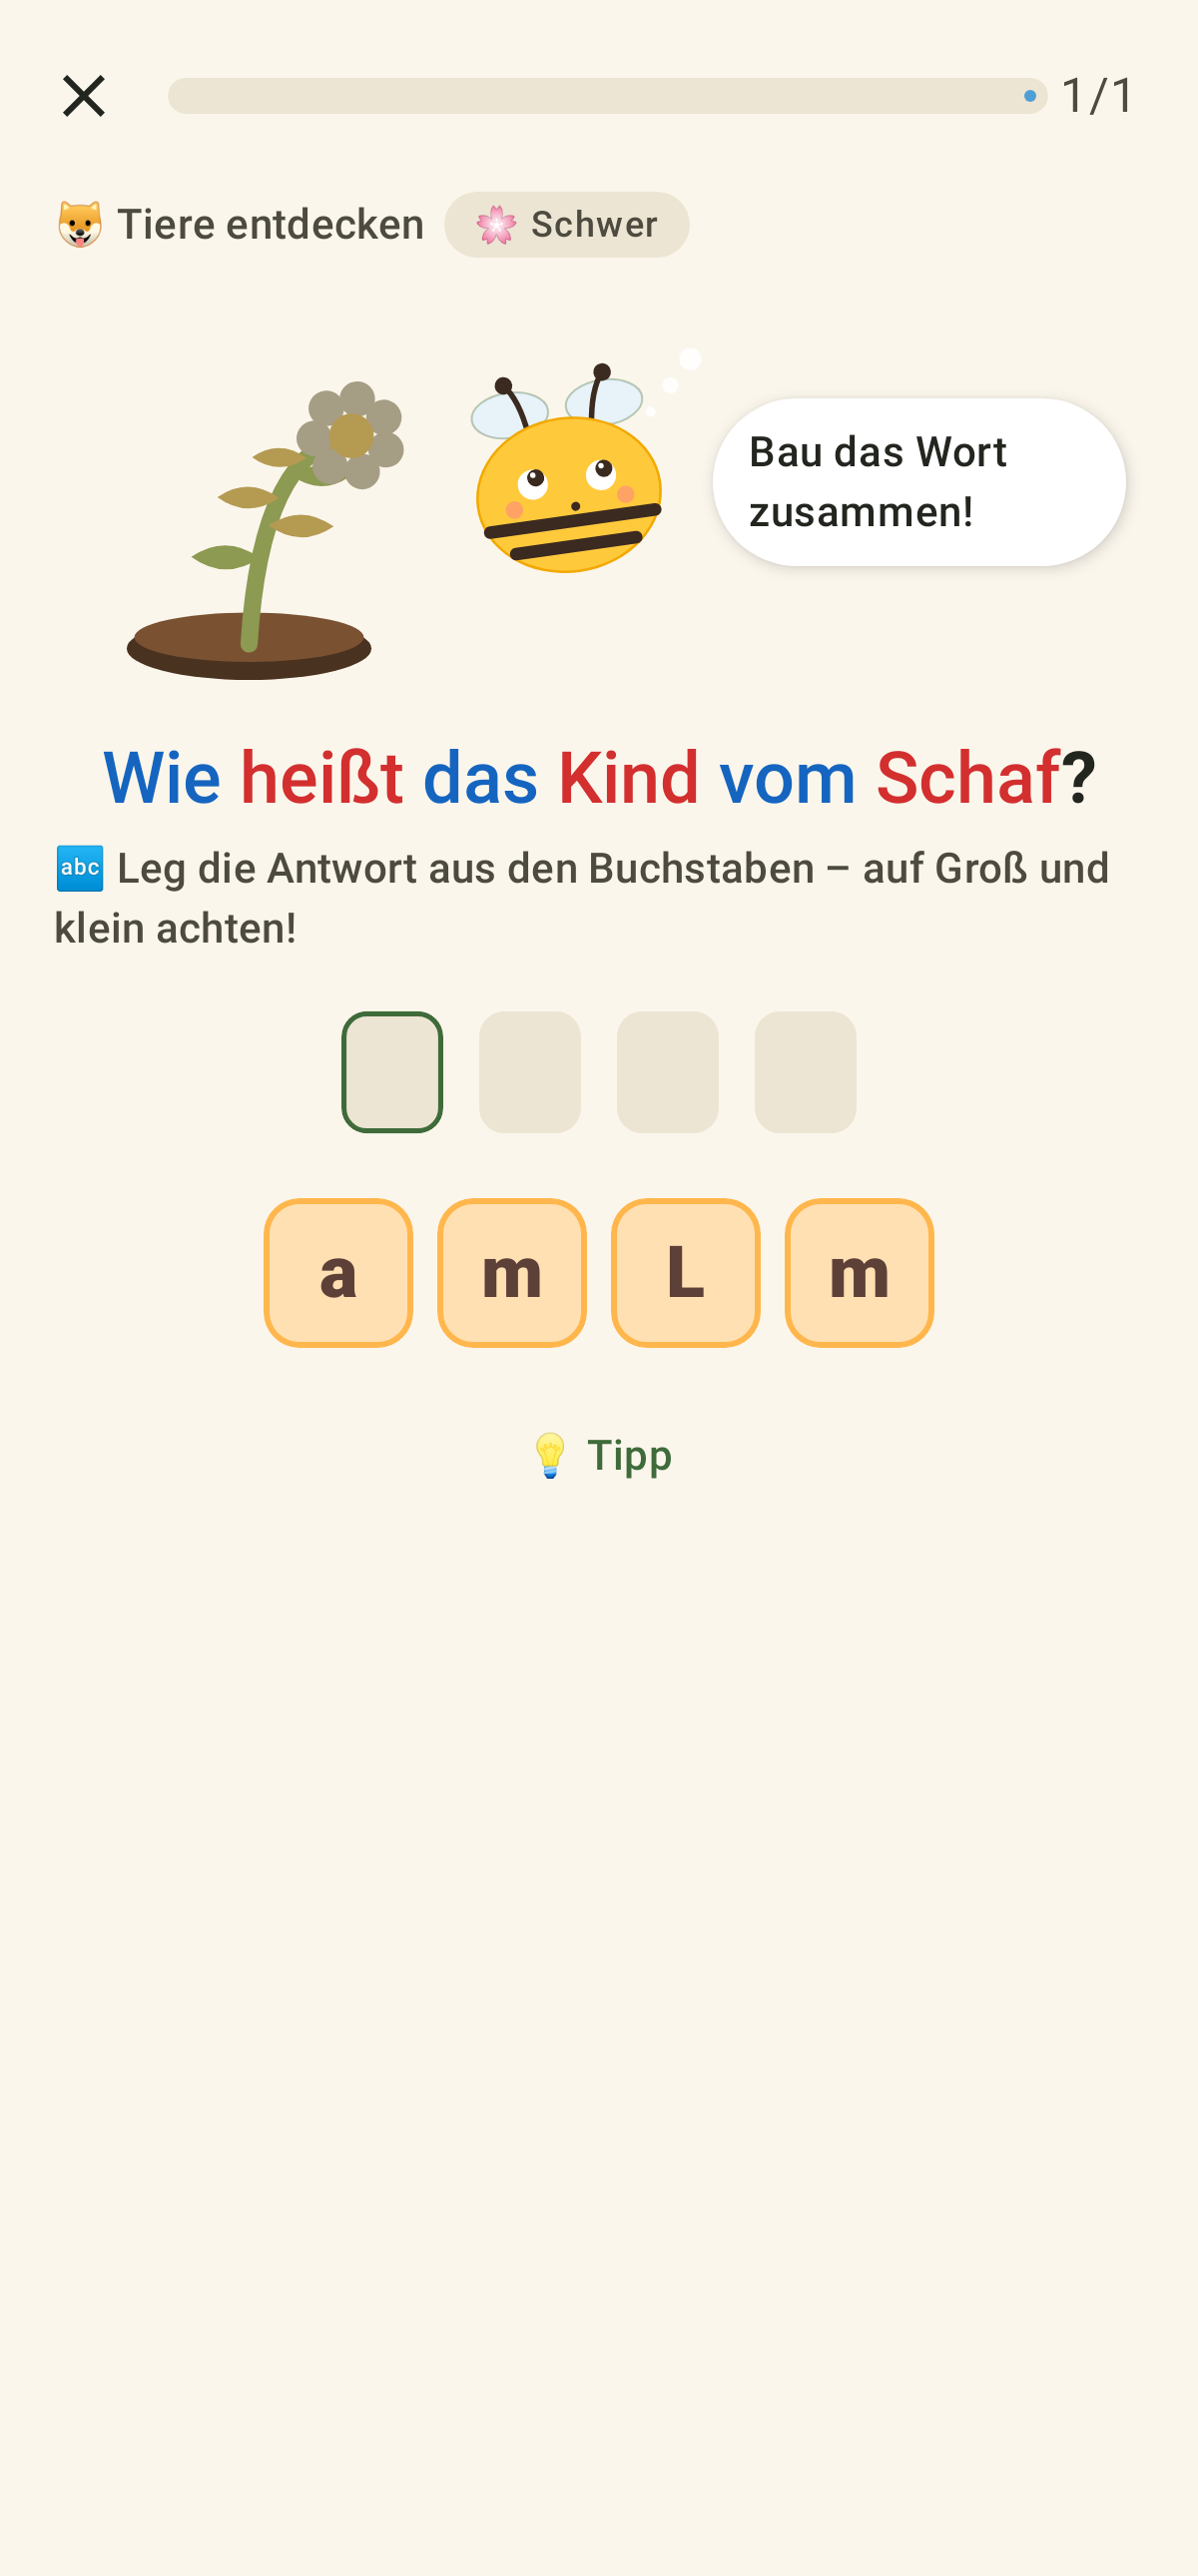 1/1
Tiere entdecken
Schwer
Bau das Wort
zusammen!
Wie heißt das Kind vom Schaf?
abc Leg die Antwort aus den Buchstaben – auf Groß und
klein achten!
a m L m
Tipp